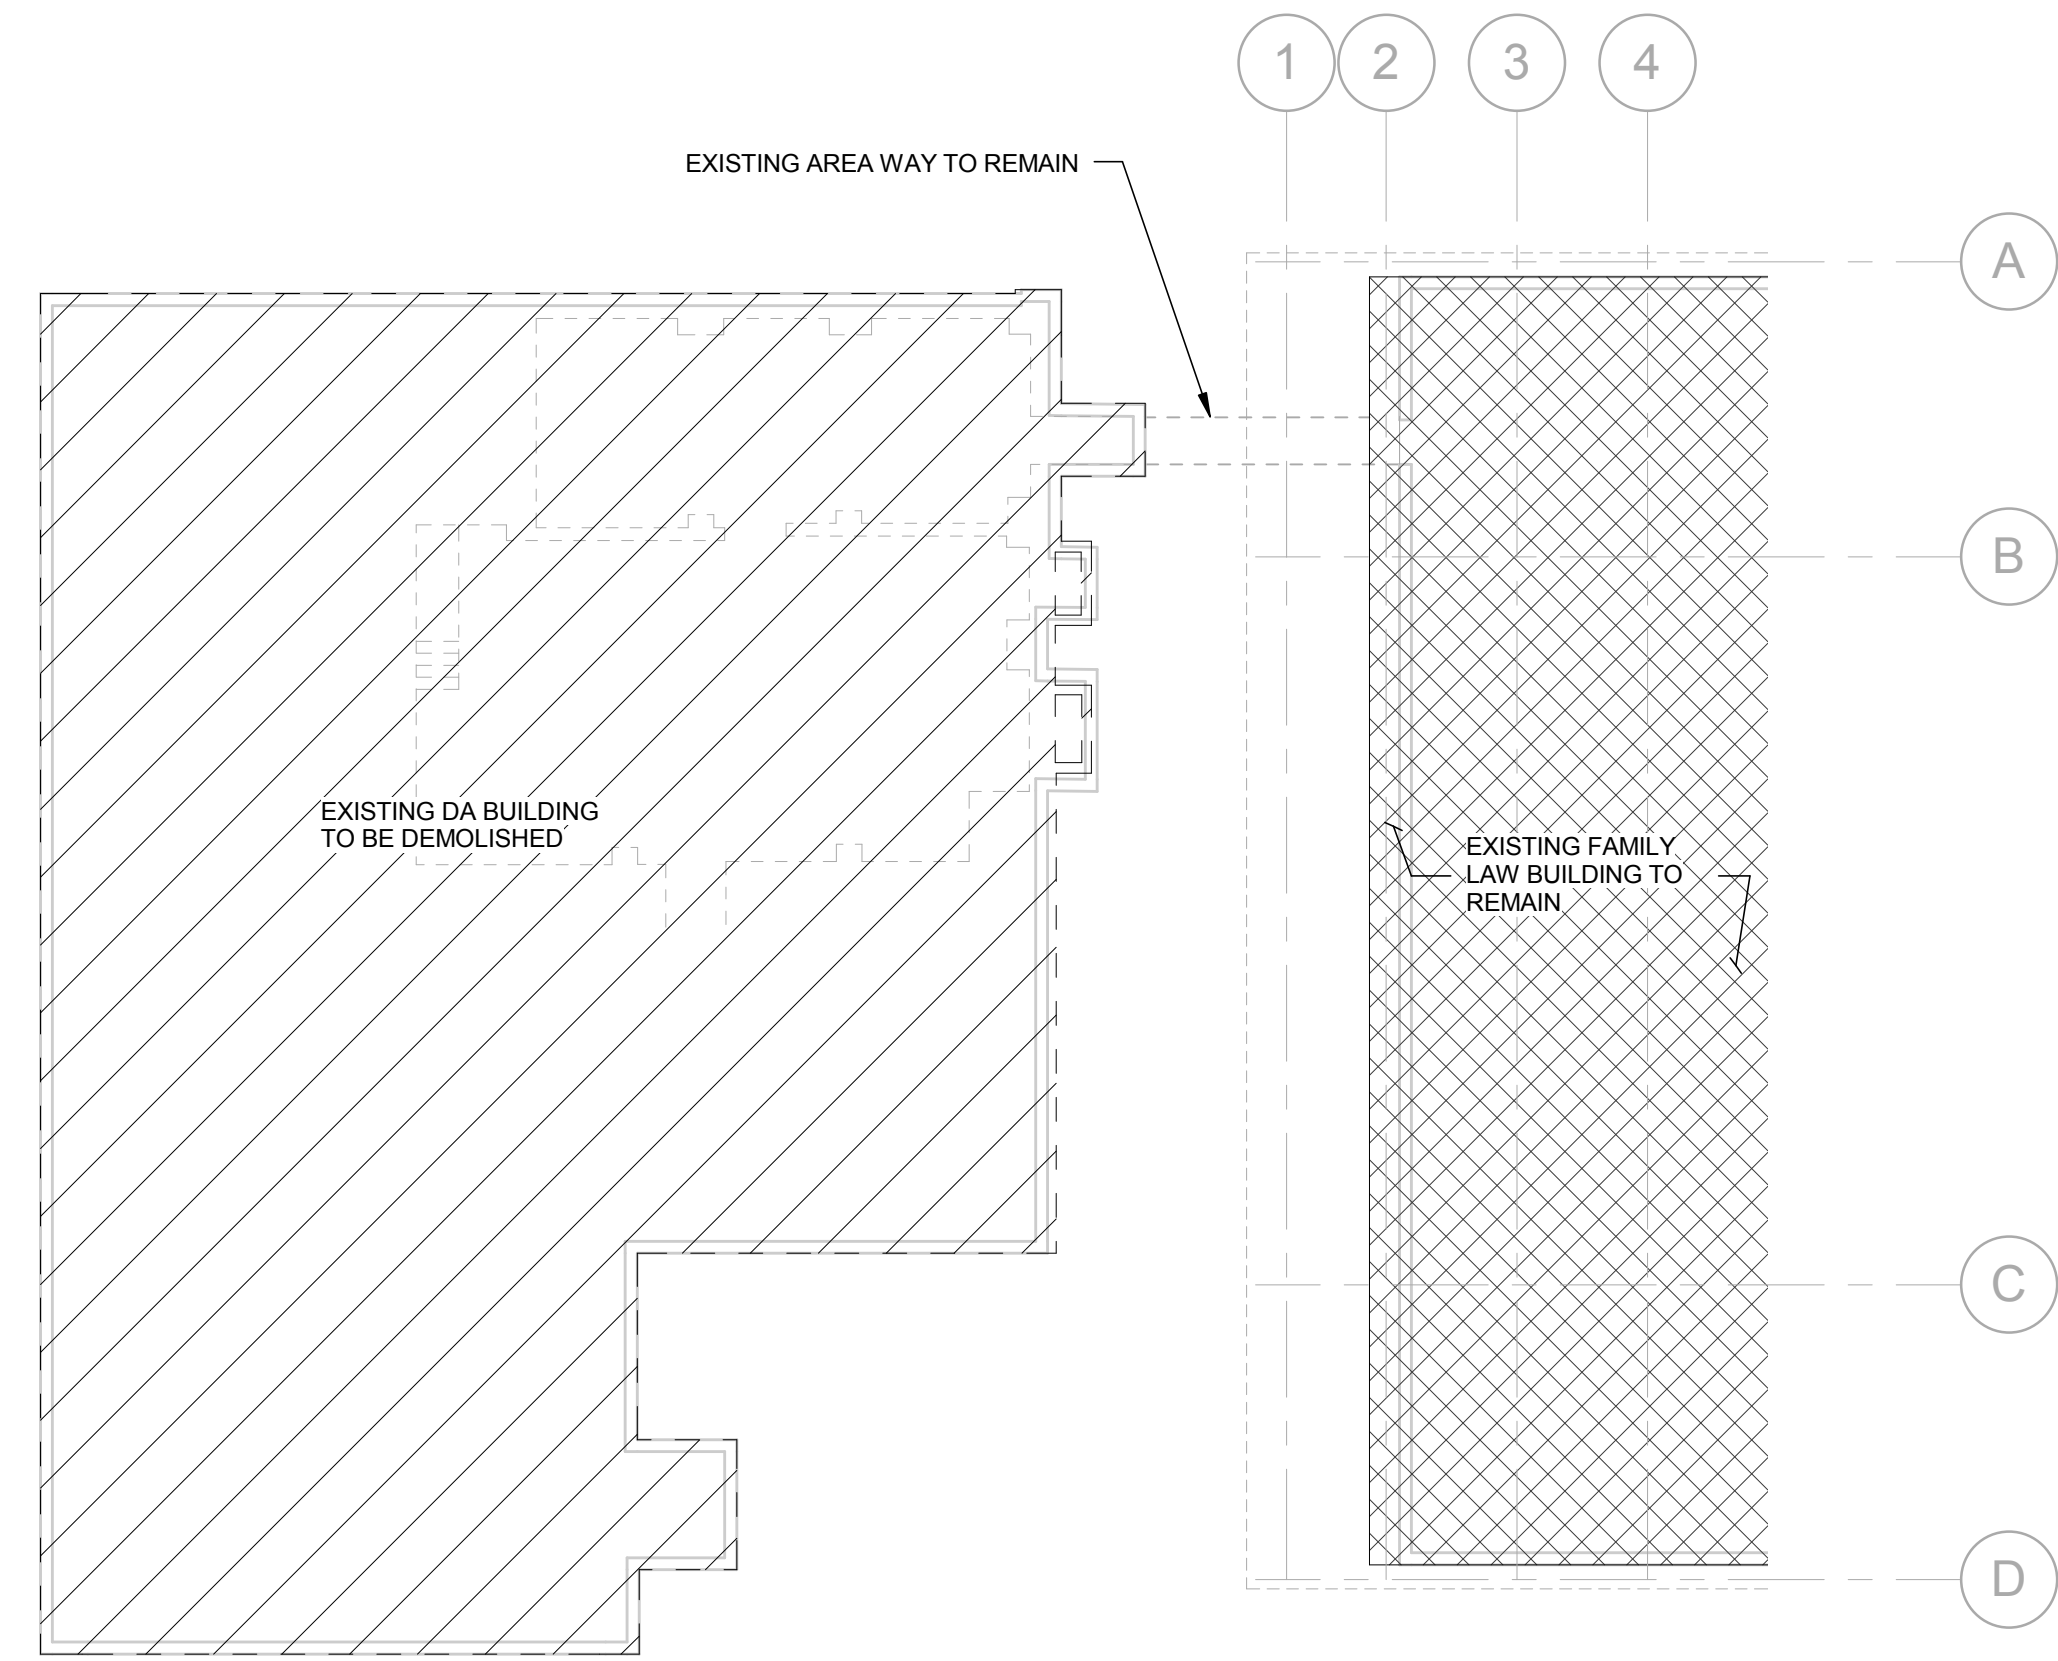 1
2
3
4
EXISTING AREA WAY TO REMAIN
A
B
EXISTING DA BUILDING
TO BE DEMOLISHED
EXISTING FAMILY
LAW BUILDING TO
REMAIN
C
D